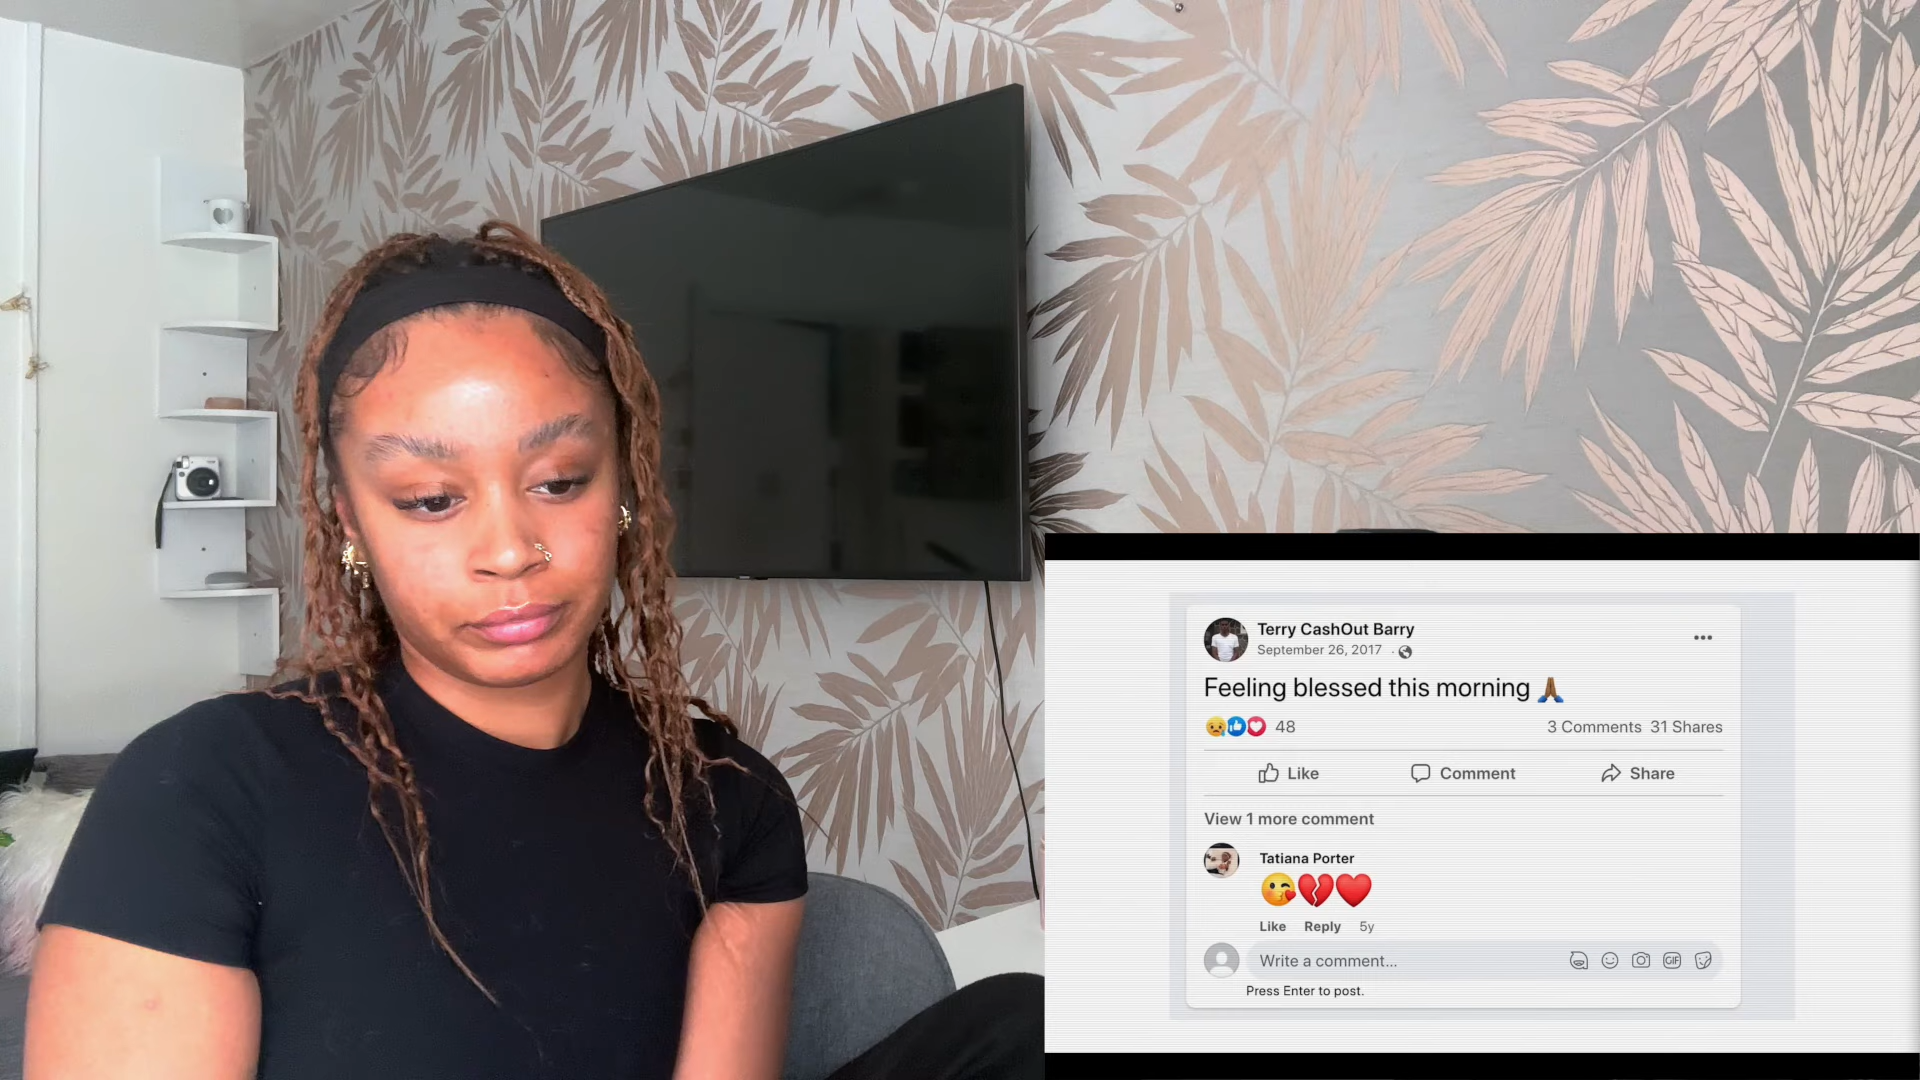 Terry CashOut Barry
September 26, 2017
Feeling blessed this morning 🙏🏾
48
3 Comments 31 Shares
Like Comment Share
View 1 more comment
Tatiana Porter
😘💔❤️
Like Reply 5y
Write a comment...
GIF
Press Enter to post.